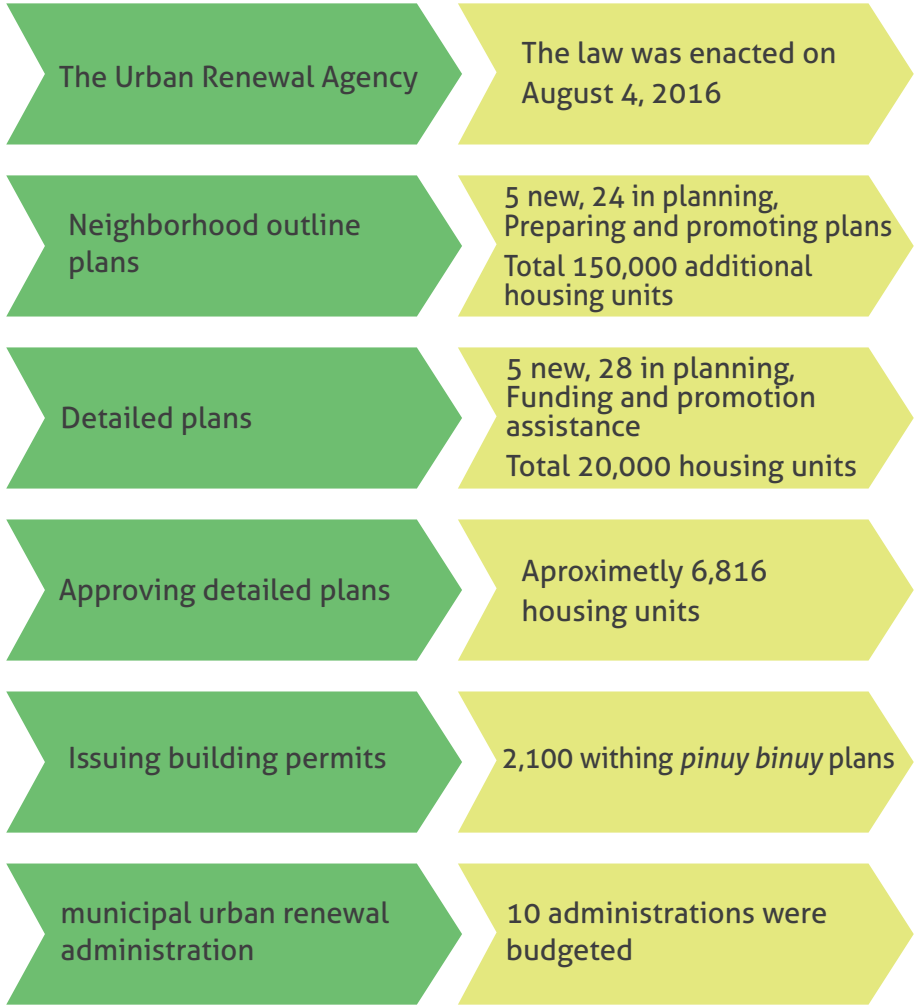 The Urban Renewal Agency
The law was enacted on
August 4, 2016
Neighborhood outline
plans
5 new, 24 in planning,
Preparing and promoting plans
Total 150,000 additional
housing units
Detailed plans
5 new, 28 in planning,
Funding and promotion
assistance
Total 20,000 housing units
Approving detailed plans
Aproximetly 6,816
housing units
Issuing building permits
2,100 withing pinuy binuy plans
municipal urban renewal
administration
10 administrations were
budgeted